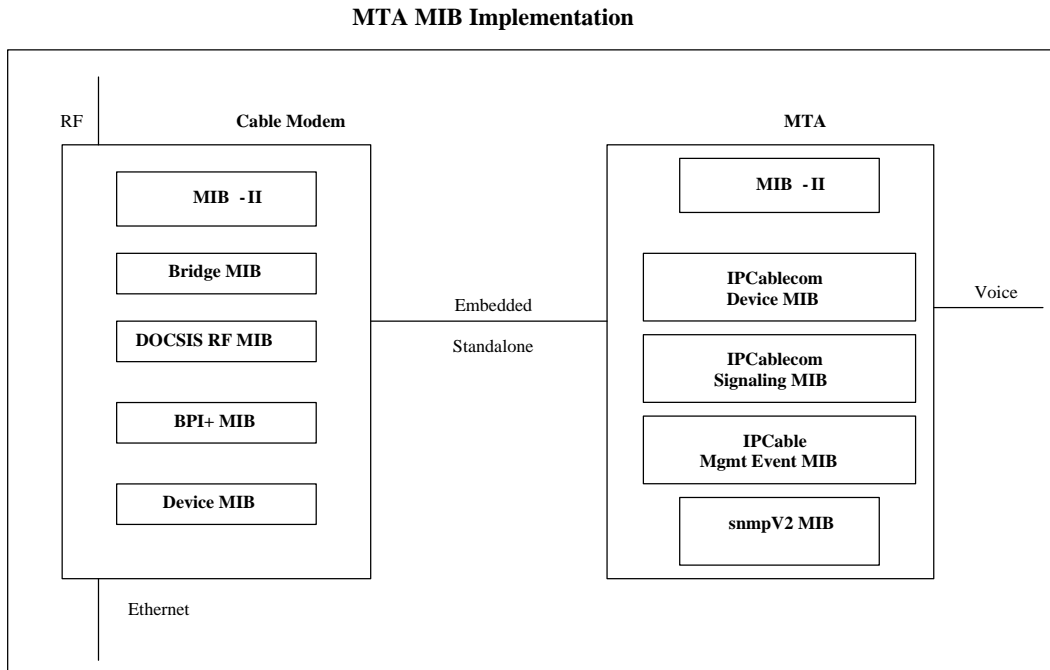 MTA MIB Implementation
RF
Cable Modem
MTA
MIB - II
Bridge MIB
DOCSIS RF MIB
BPI+ MIB
Device MIB
Ethernet
Embedded
Standalone
MIB - II
IPCablecom
Device MIB
IPCablecom
Signaling MIB
IPCable
Mgmt Event MIB
snmpV2 MIB
Voice